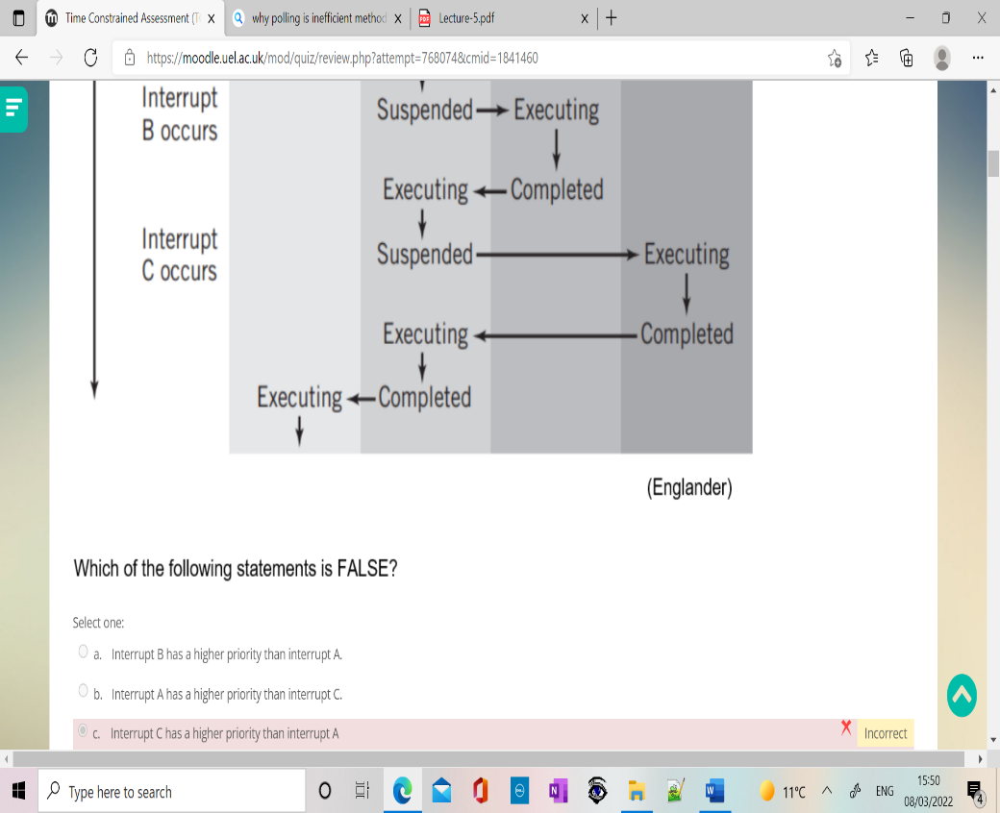 Time Constrained Assessment (T
why polling is inefficient method
Lecture-5.pdf
https://moodle.uel.ac.uk/mod/quiz/review.php?attempt=768074&cmid=1841460
Interrupt
B occurs
Suspended Executing
Executing Completed
Interrupt
C occurs
Suspended Executing
Executing Completed
Executing Completed
(Englander)
Which of the following statements is FALSE?
Select one:
a. Interrupt B has a higher priority than interrupt A.
b. Interrupt A has a higher priority than interrupt C.
c. Interrupt C has a higher priority than interrupt A
Incorrect
Type here to search
11°C
ENG
15:50
08/03/2022
4